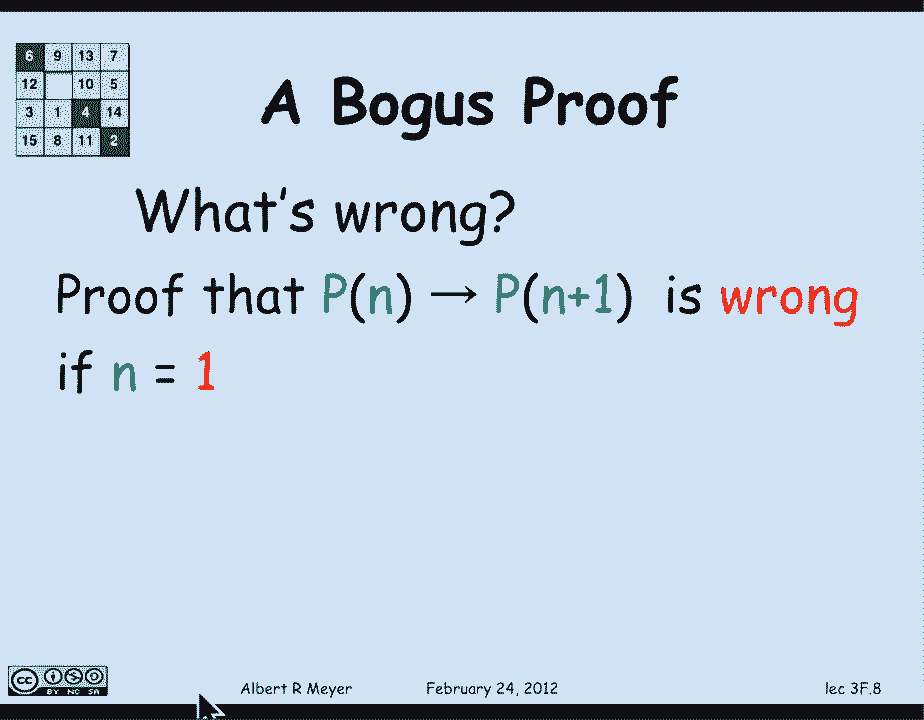 6 9 13 7
12 10 5
3 1 4 14
15 8 11 2
A Bogus Proof
What's wrong?
Proof that P(n) → P(n+1) is wrong
if n = 1
cc BY NC SA
Albert R Meyer February 24, 2012 lec 3F.8